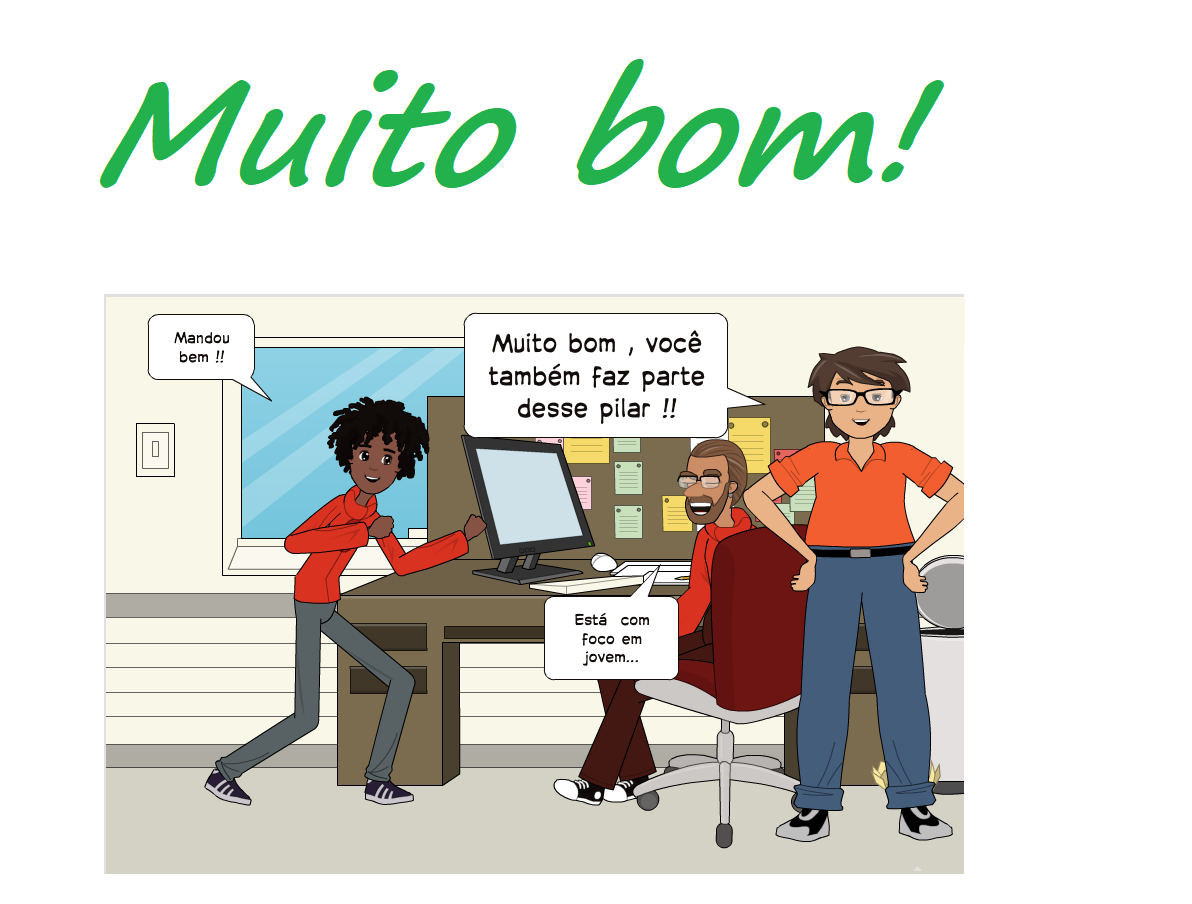 Muito bom!
Mandou
bem !!
Muito bom , você
também faz parte
desse pilar !!
Está com
foco em
jovem...